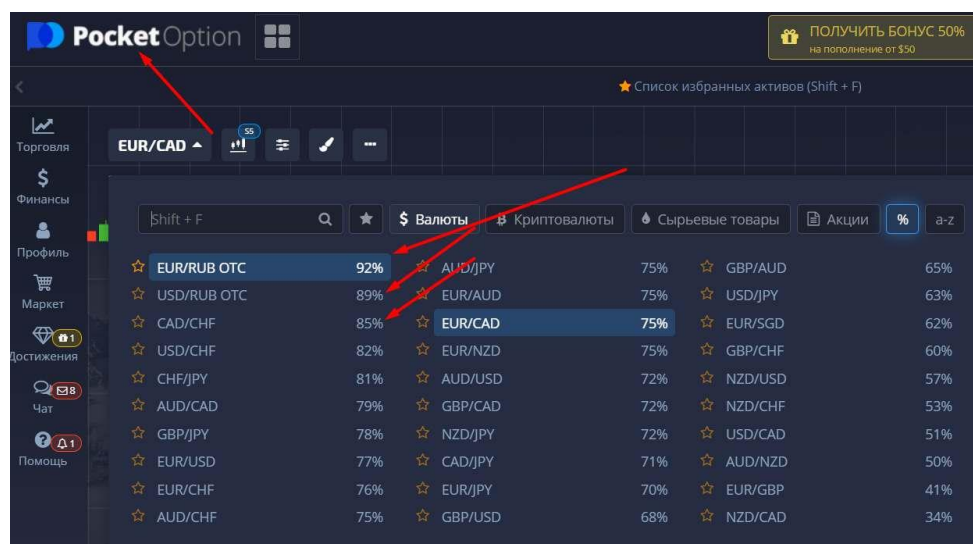 PocketOption
ПОЛУЧИТЬ БОНУС 50%
на пополнение от $50
Список избранных активов (Shift + F)
Торговля
EUR/CAD
55
Финансы
Shift + F
$ Валюты
Криптовалюты
Сырьевые товары
Акции
%
a-z
Профиль
Маркет
Достижения
1
Чат
8
Помощь
1
EUR/RUB OTC 92%
USD/RUB OTC 89%
CAD/CHF 85%
USD/CHF 82%
CHF/JPY 81%
AUD/CAD 79%
GBP/JPY 78%
EUR/USD 77%
EUR/CHF 76%
AUD/CHF 75%
AUD/JPY 75%
EUR/AUD 75%
EUR/CAD 75%
EUR/NZD 75%
AUD/USD 72%
GBP/CAD 72%
NZD/JPY 72%
CAD/JPY 71%
EUR/JPY 70%
GBP/USD 68%
GBP/AUD 65%
USD/JPY 63%
EUR/SGD 62%
GBP/CHF 60%
NZD/USD 57%
NZD/CHF 53%
USD/CAD 51%
AUD/NZD 50%
EUR/GBP 41%
NZD/CAD 34%